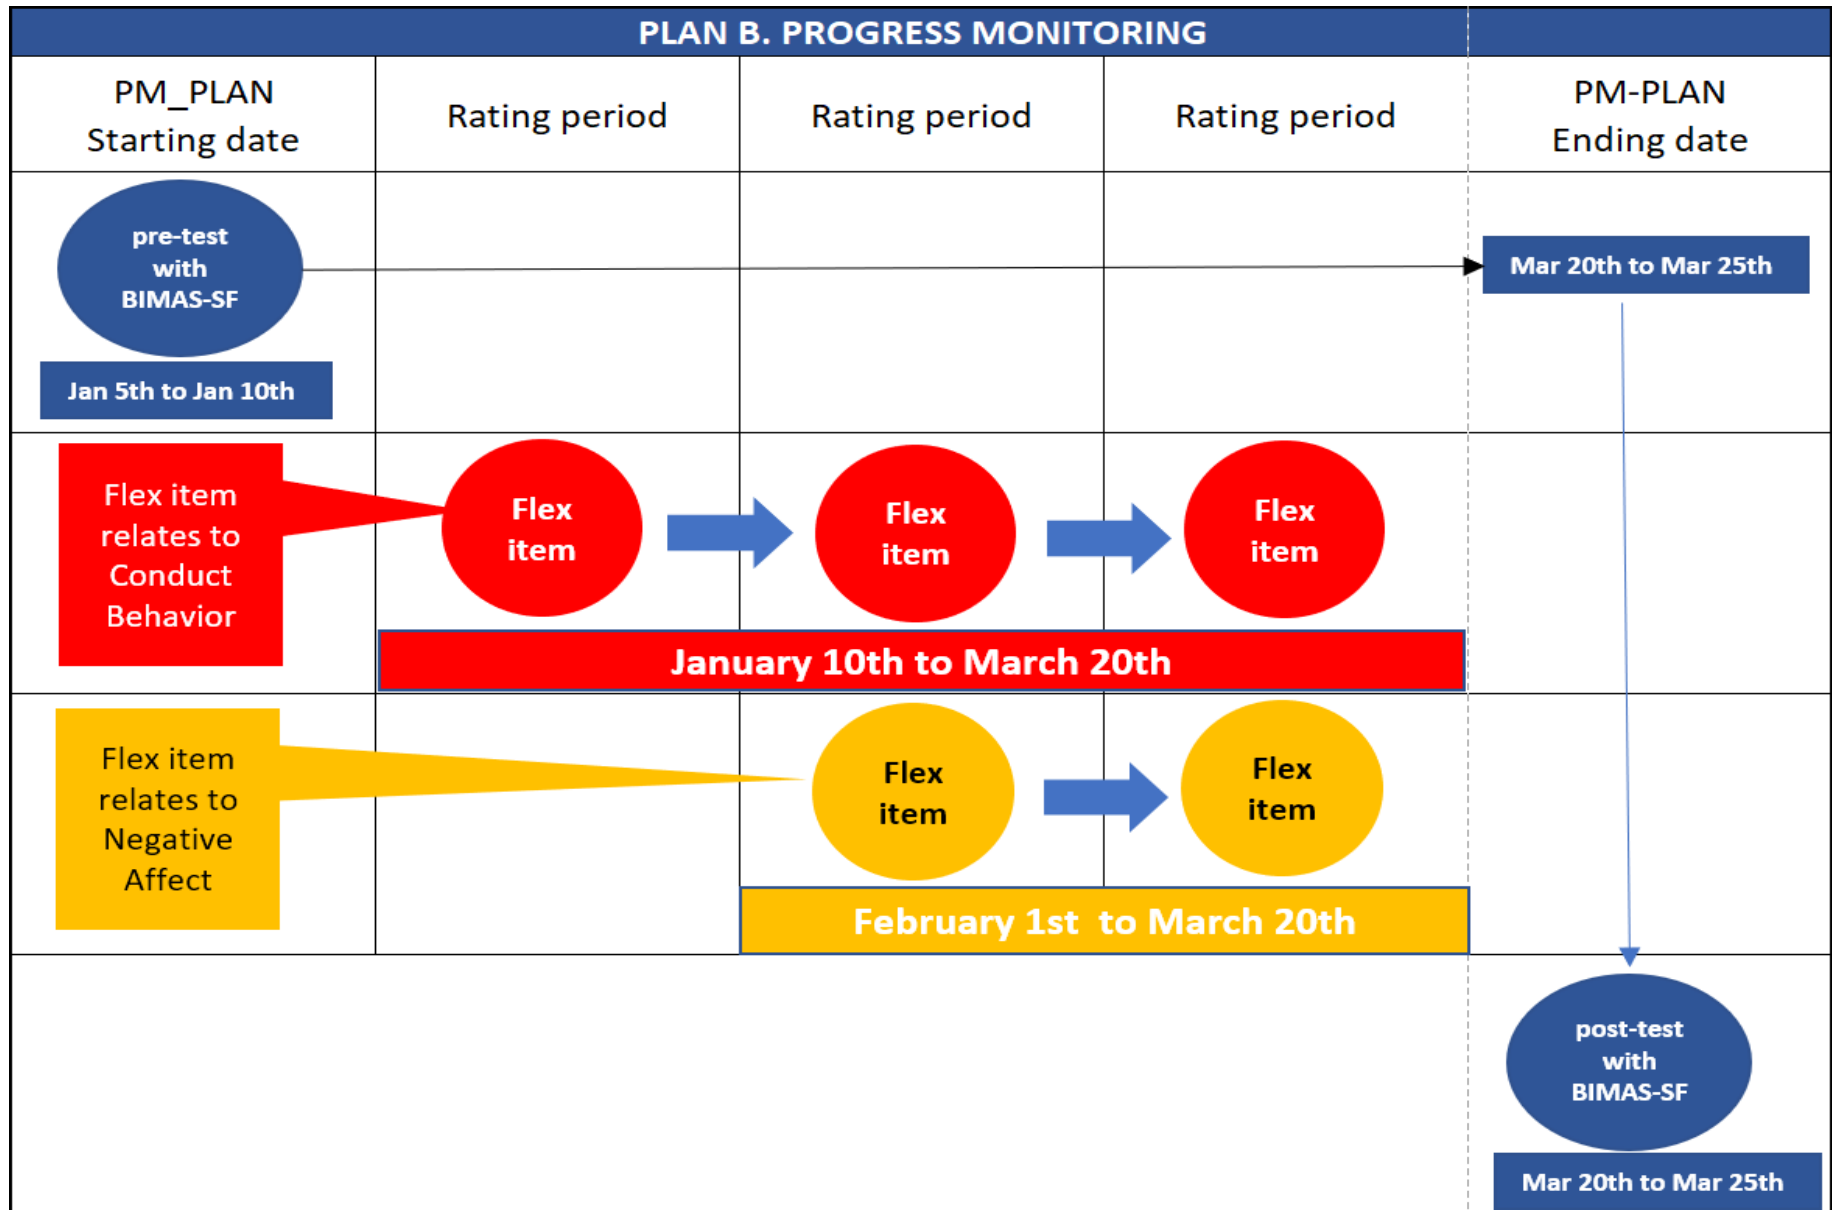 PLAN B. PROGRESS MONITORING
PM_PLAN
Starting date
Rating period
Rating period
Rating period
PM-PLAN
Ending date
pre-test
with
BIMAS-SF
Mar 20th to Mar 25th
Jan 5th to Jan 10th
Flex item
relates to
Conduct
Behavior
Flex
item
Flex
item
Flex
item
January 10th to March 20th
Flex item
relates to
Negative
Affect
Flex
item
Flex
item
February 1st to March 20th
post-test
with
BIMAS-SF
Mar 20th to Mar 25th